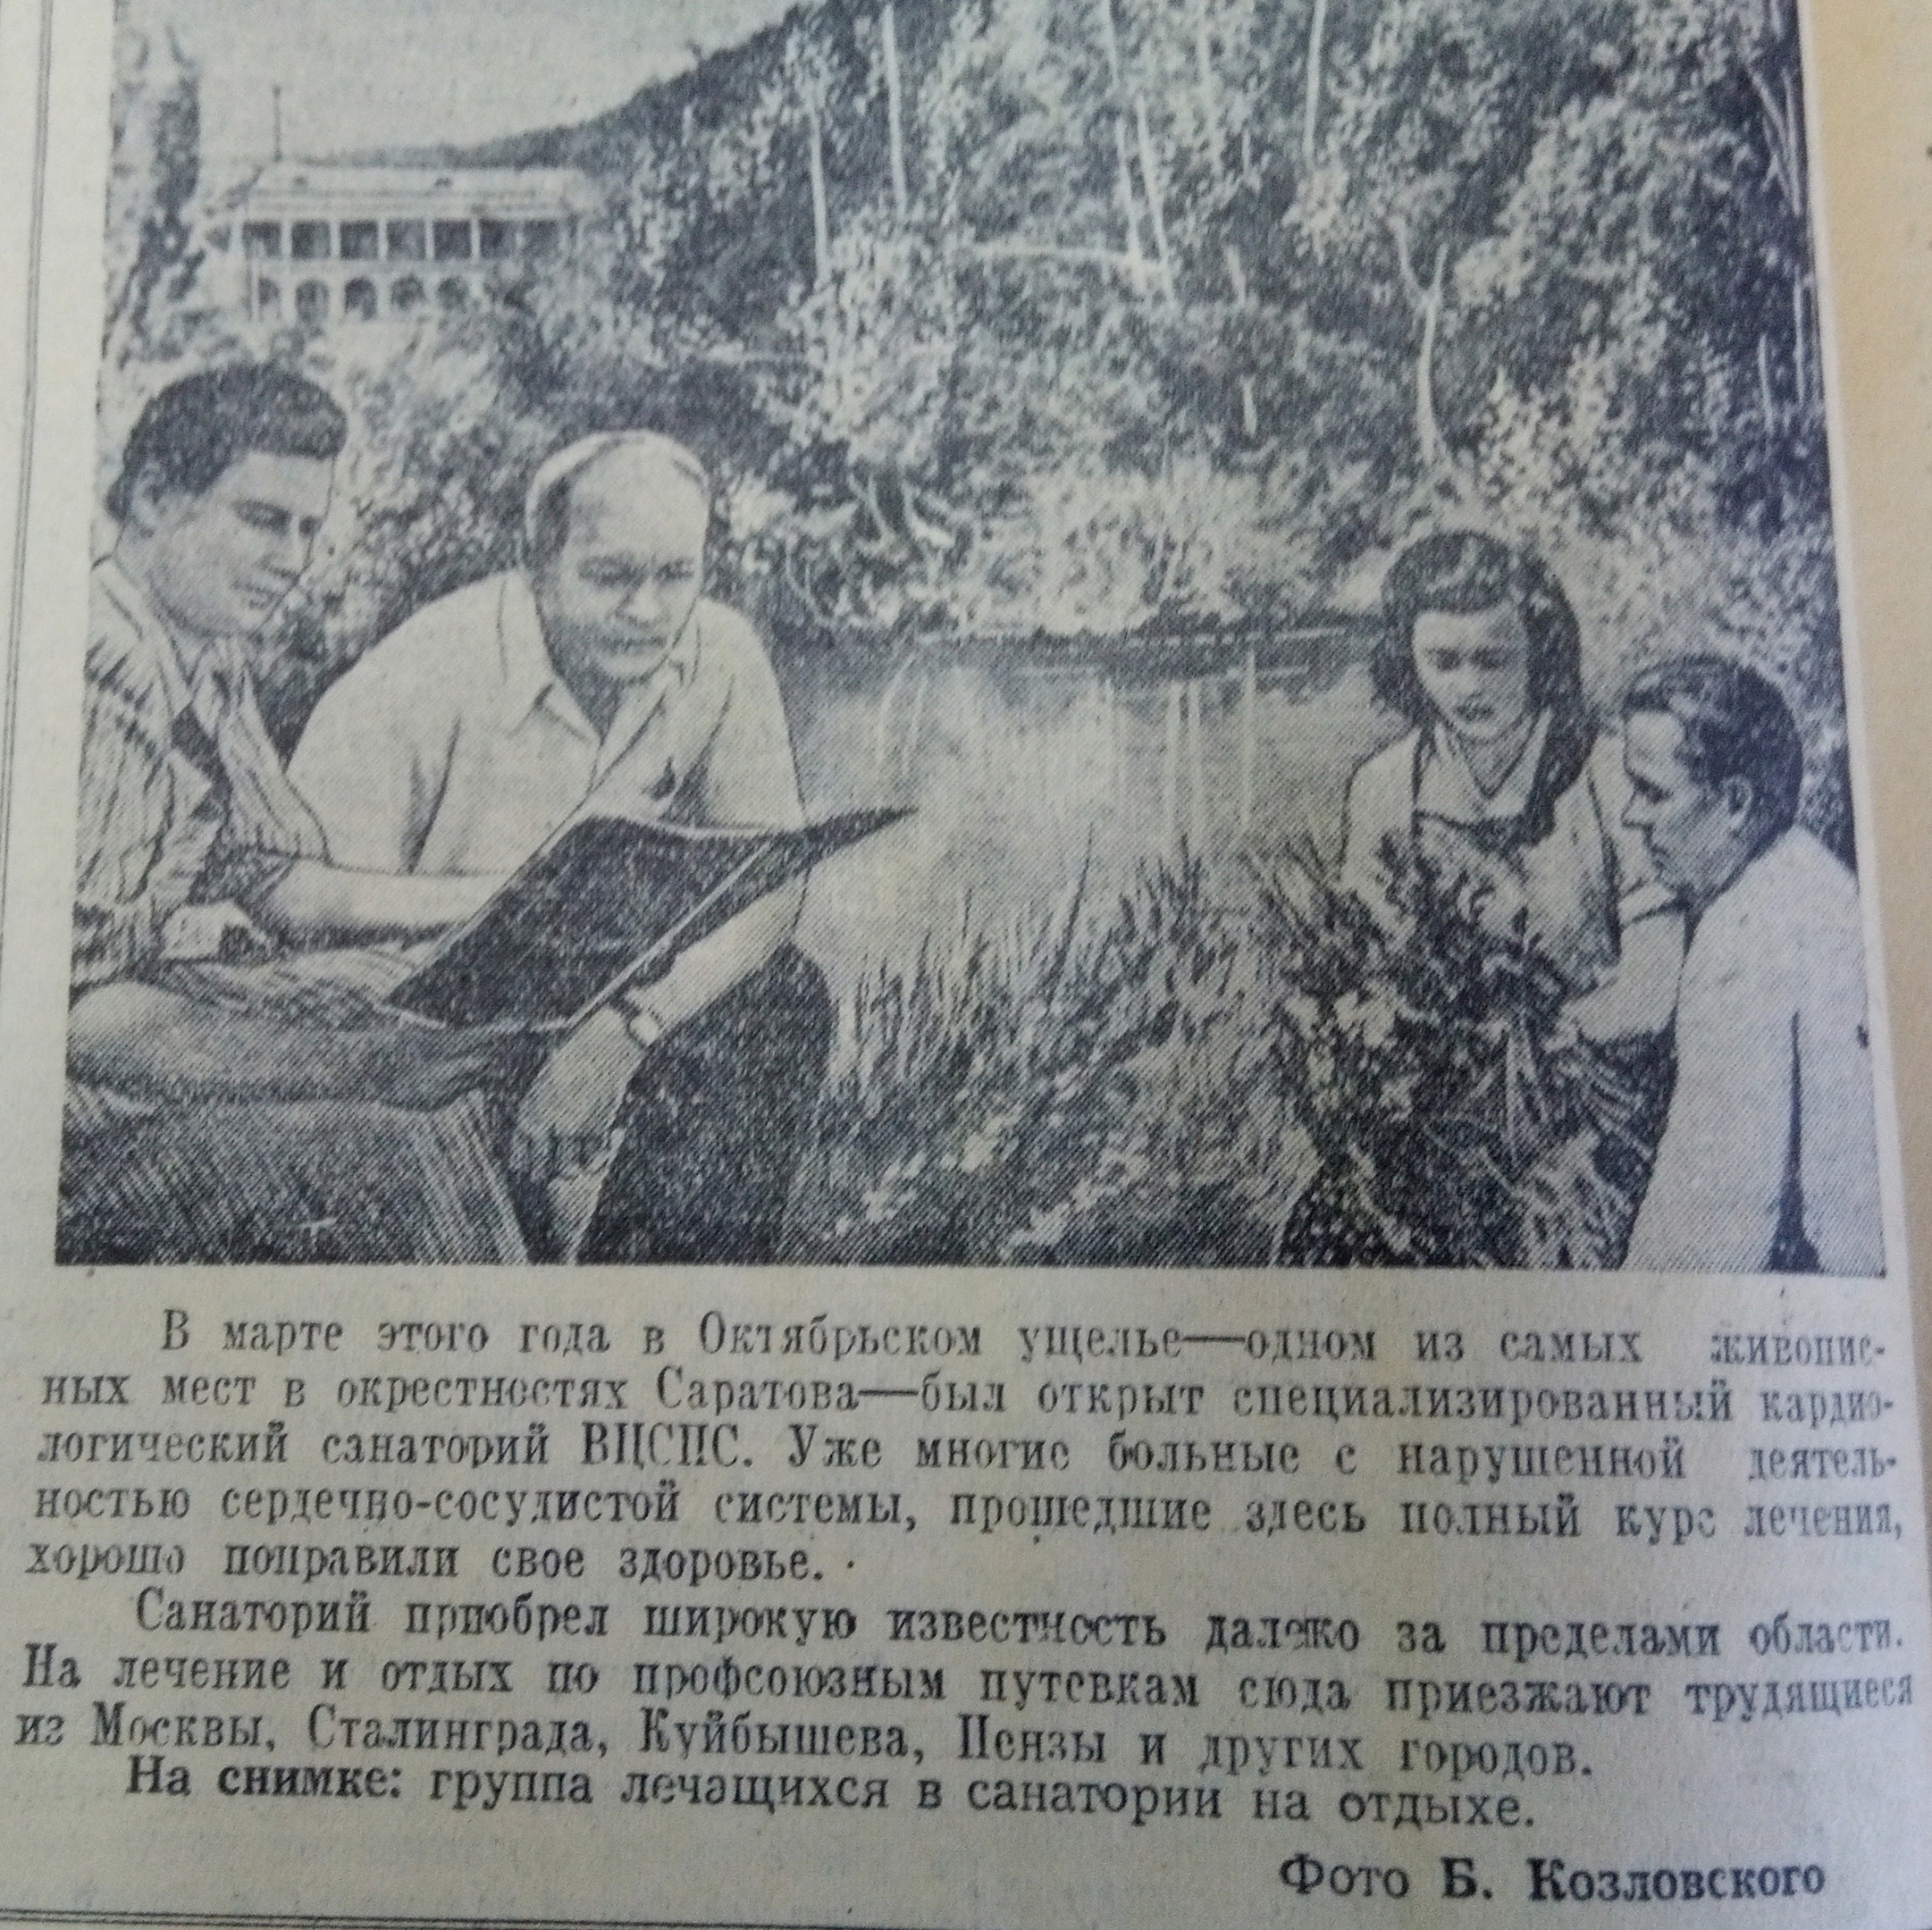 В марте этого года в Октябрьском ущелье—одном из самых живопис-
ных мест в окрестностях Саратова—был открыт специализированный кардио-
логический санаторий ВЦСПС. Уже многие больные с нарушенной деятель-
ностью сердечно-сосудистой системы, прошедшие здесь полный курс лечения,
хорошо поправили свое здоровье.
Санаторий приобрел широкую известность далеко за пределами области.
На лечение и отдых по профсоюзным путевкам сюда приезжают трудящиеся
из Москвы, Сталинграда, Куйбышева, Пензы и других городов.
На снимке: группа лечащихся в санатории на отдыхе.
Фото Б. Козловского